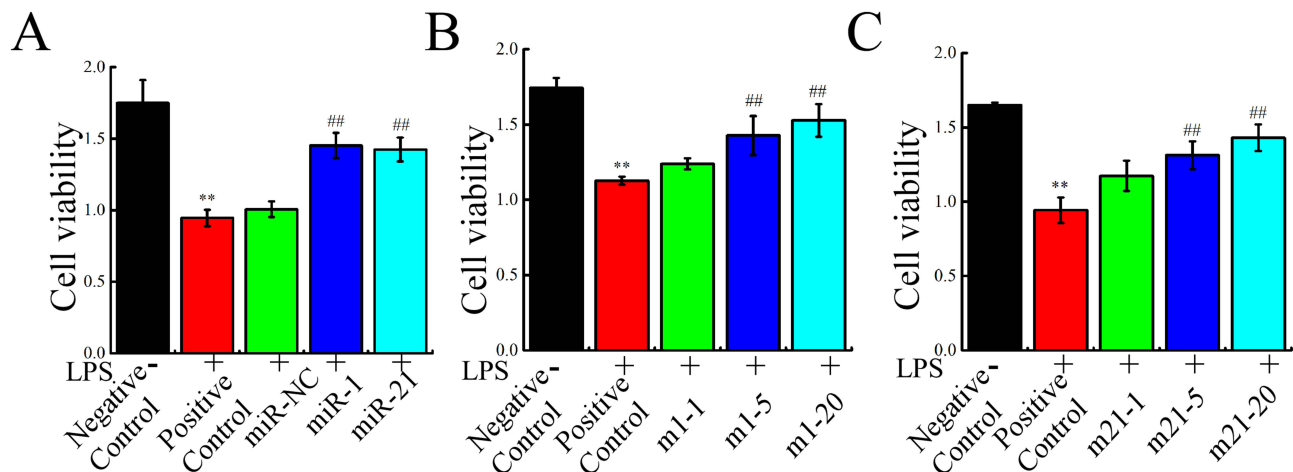 A
Cell viability
2.0
1.5
1.0
0.5
0.0
**
##
##
LPS
- + + + +
Negative
Control
Positive
Control
miR-NC
miR-1
miR-21
B
Cell viability
2.0
1.5
1.0
0.5
0.0
**
##
##
LPS
- + + + +
Negative
Control
Positive
Control
m1-1
m1-5
m1-20
C
Cell viability
2.0
1.5
1.0
0.5
0.0
**
##
##
LPS
- + + + +
Negative
Control
Positive
Control
m21-1
m21-5
m21-20